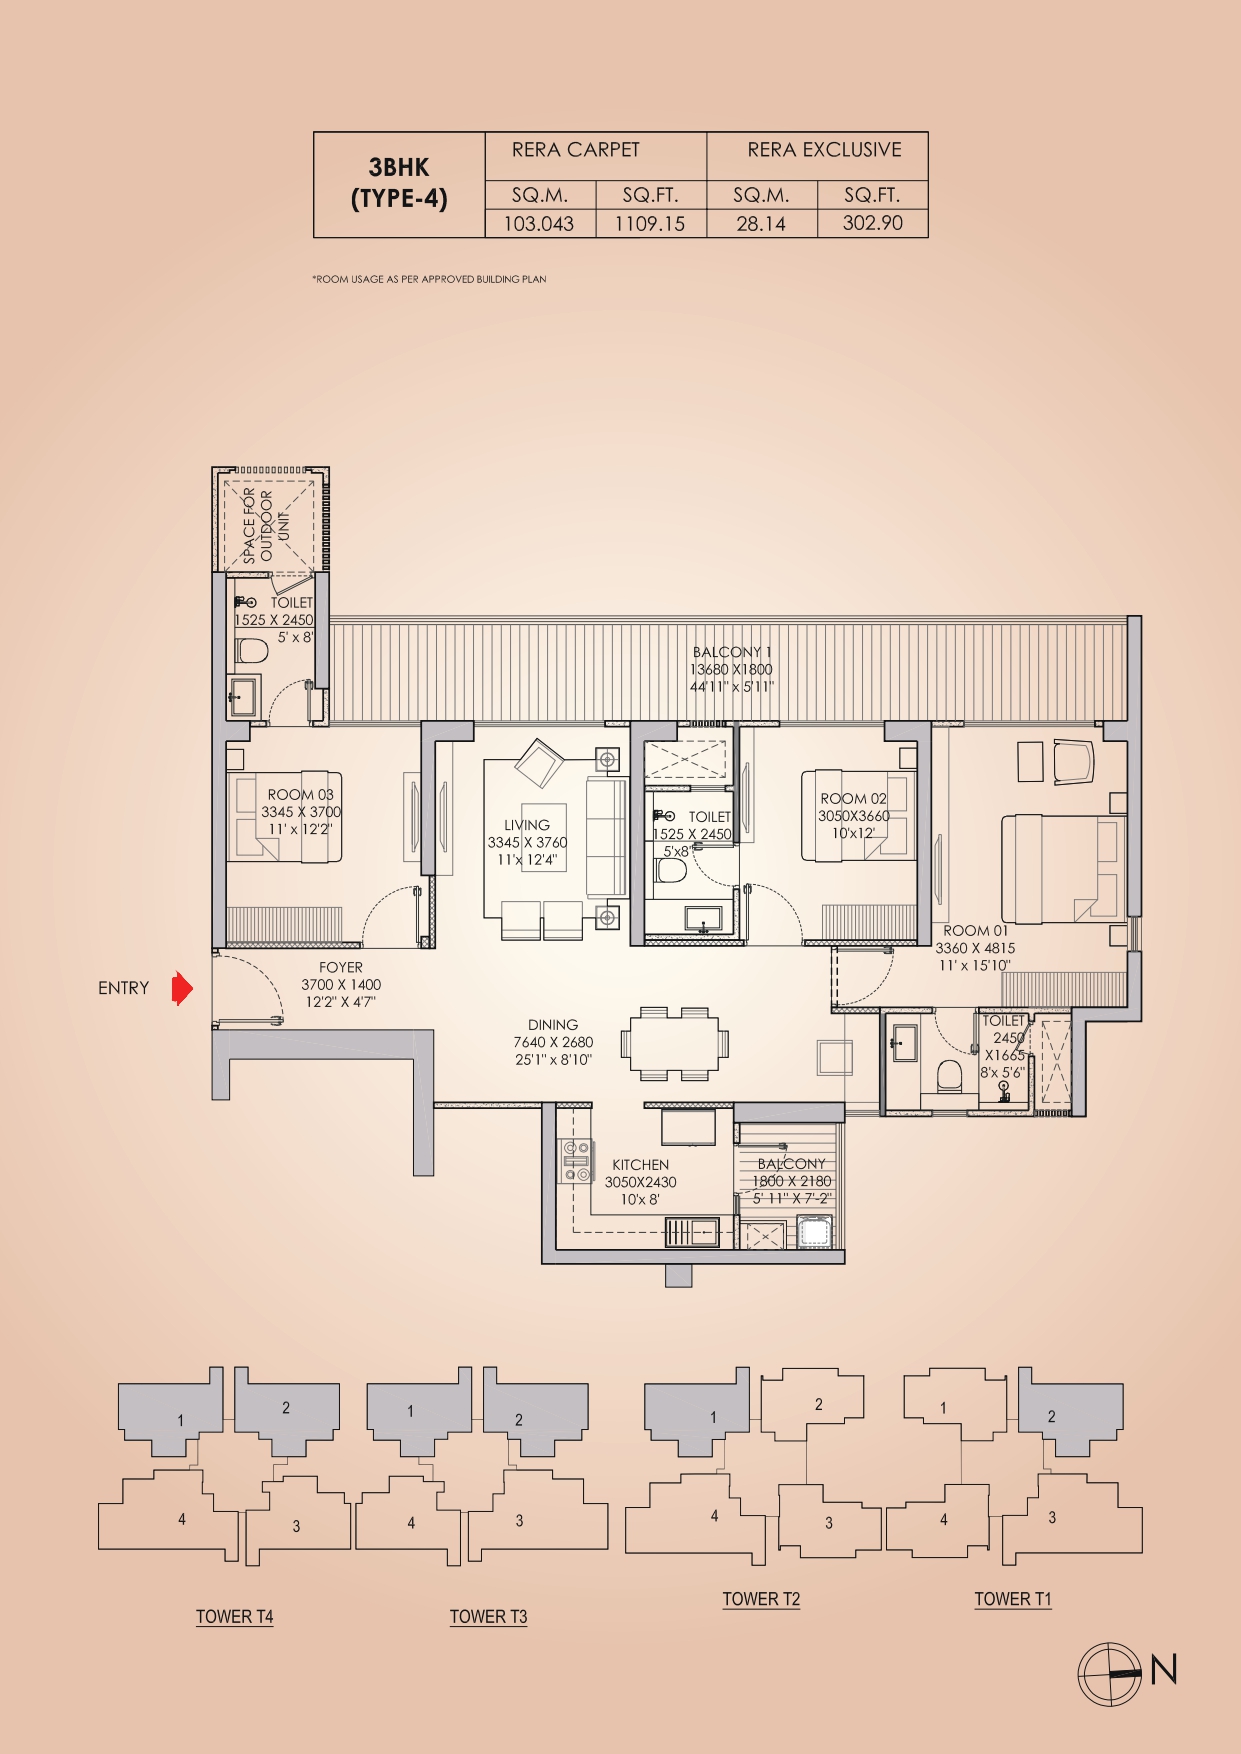 3BHK
(TYPE-4)
RERA CARPET
RERA EXCLUSIVE
SQ.M.
SQ.FT.
SQ.M.
SQ.FT.
103.043
1109.15
28.14
302.90
*ROOM USAGE AS PER APPROVED BUILDING PLAN
SPACE FOR
OUTDOOR
UNIT
TOILET
1525 X 2450
5' x 8'
BALCONY 1
13680 X1800
44'11" x 5'11"
ROOM 03
3345 X 3700
11' x 12'2"
LIVING
3345 X 3760
11'x 12'4"
TOILET
1525 X 2450
5'x8'
ROOM 02
3050X3660
10'x12'
ROOM 01
3360 X 4815
11' x 15'10"
ENTRY
FOYER
3700 X 1400
12'2" X 4'7"
DINING
7640 X 2680
25'1" x 8'10"
TOILET
2450
X1665
8'x 5'6"
KITCHEN
3050X2430
10'x 8'
BALCONY
1800 X 2180
5' 11" X 7'-2"
1
2
1
2
1
2
1
2
4
3
4
3
4
3
4
3
TOWER T4
TOWER T3
TOWER T2
TOWER T1
N